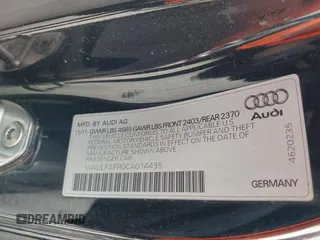 MFD BY AUDI AG
11/11 GVWR LBS 4685 GAWR LBS FRONT 2403/REAR 2370
THIS VEHICLE CONFORMS TO ALL APPLICABLE
FEDERAL MOTOR VEHICLE SAFETY, BUMPER AND THEFT
PREVENTION STANDARDS IN EFFECT ON THE DATE OF
MANUFACTURE SHOWN ABOVE
PASSENGER CAR
WAULFAFR0CA014435
Audi
4620235
GERMANY
DREAMBID